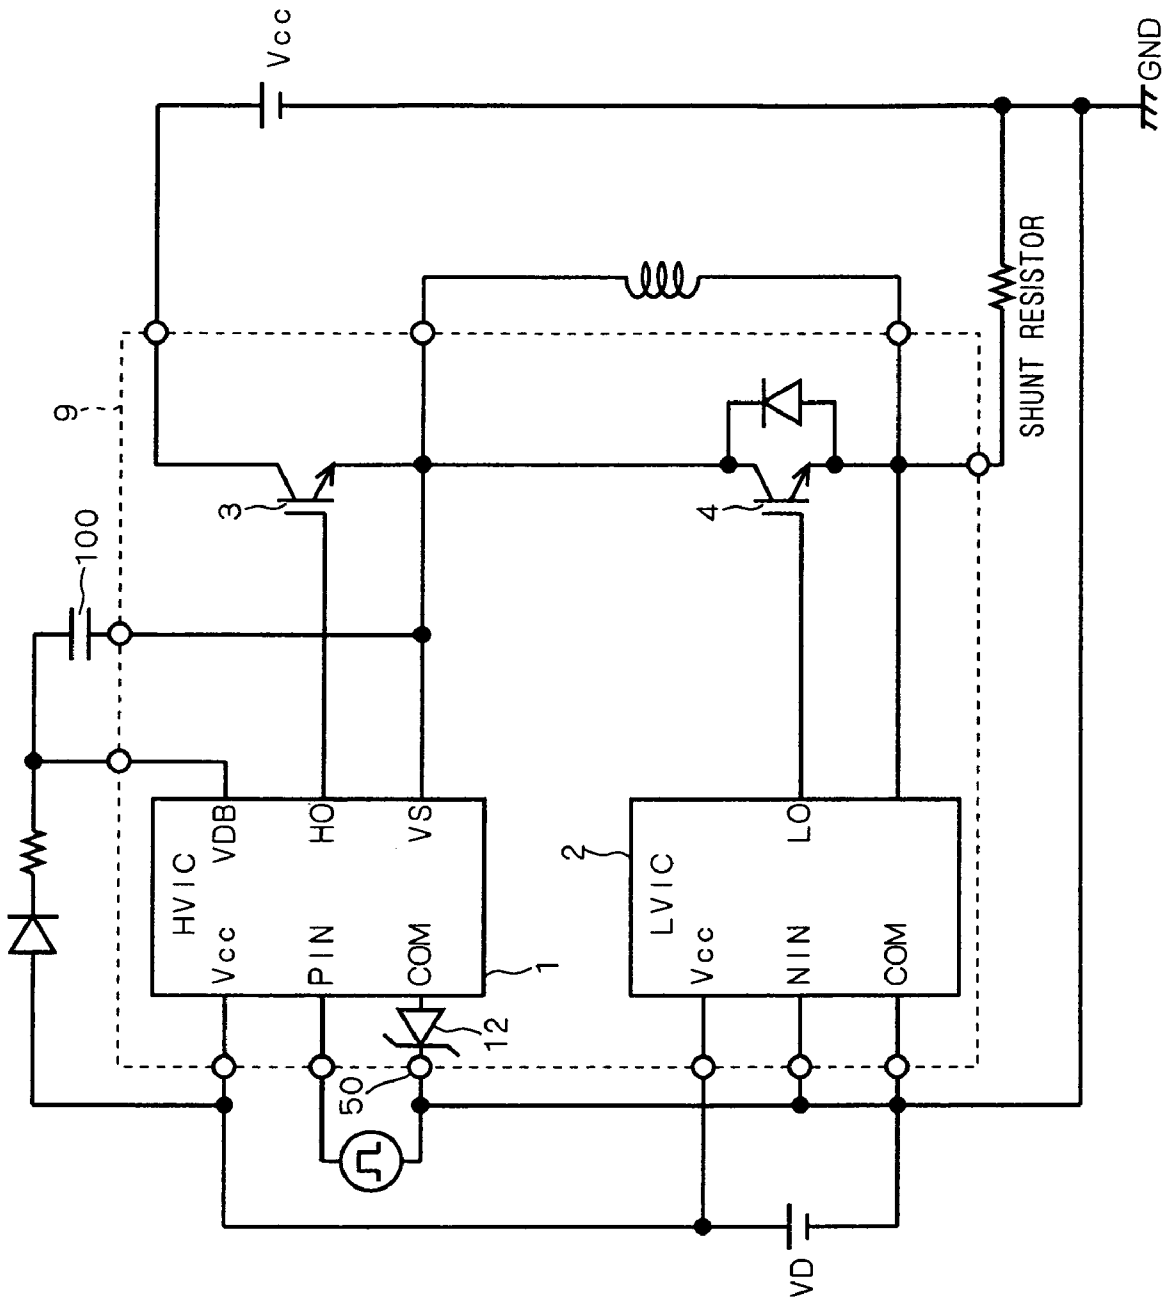 100
9
HVIC
Vcc
VDB
PIN
HO
COM
VS
1
12
50
3
Vcc
2
LVIC
Vcc
NIN
LO
COM
4
VD
SHUNT RESISTOR
GND